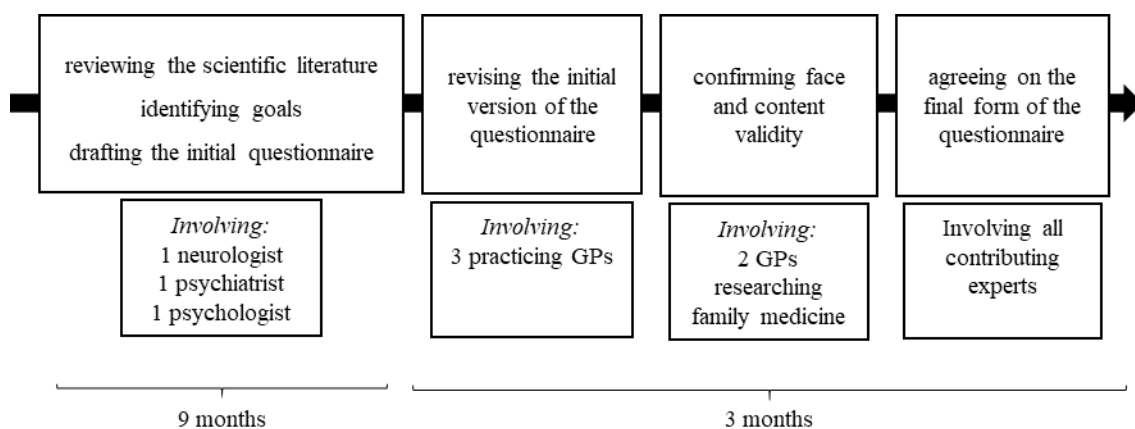 reviewing the scientific literature
identifying goals
drafting the initial questionnaire
revising the initial
version of the
questionnaire
confirming face
and content
validity
agreeing on the
final form of the
questionnaire
Involving:
1 neurologist
1 psychiatrist
1 psychologist
Involving:
3 practicing GPs
Involving:
2 GPs
researching
family medicine
Involving all
contributing
experts
9 months
3 months